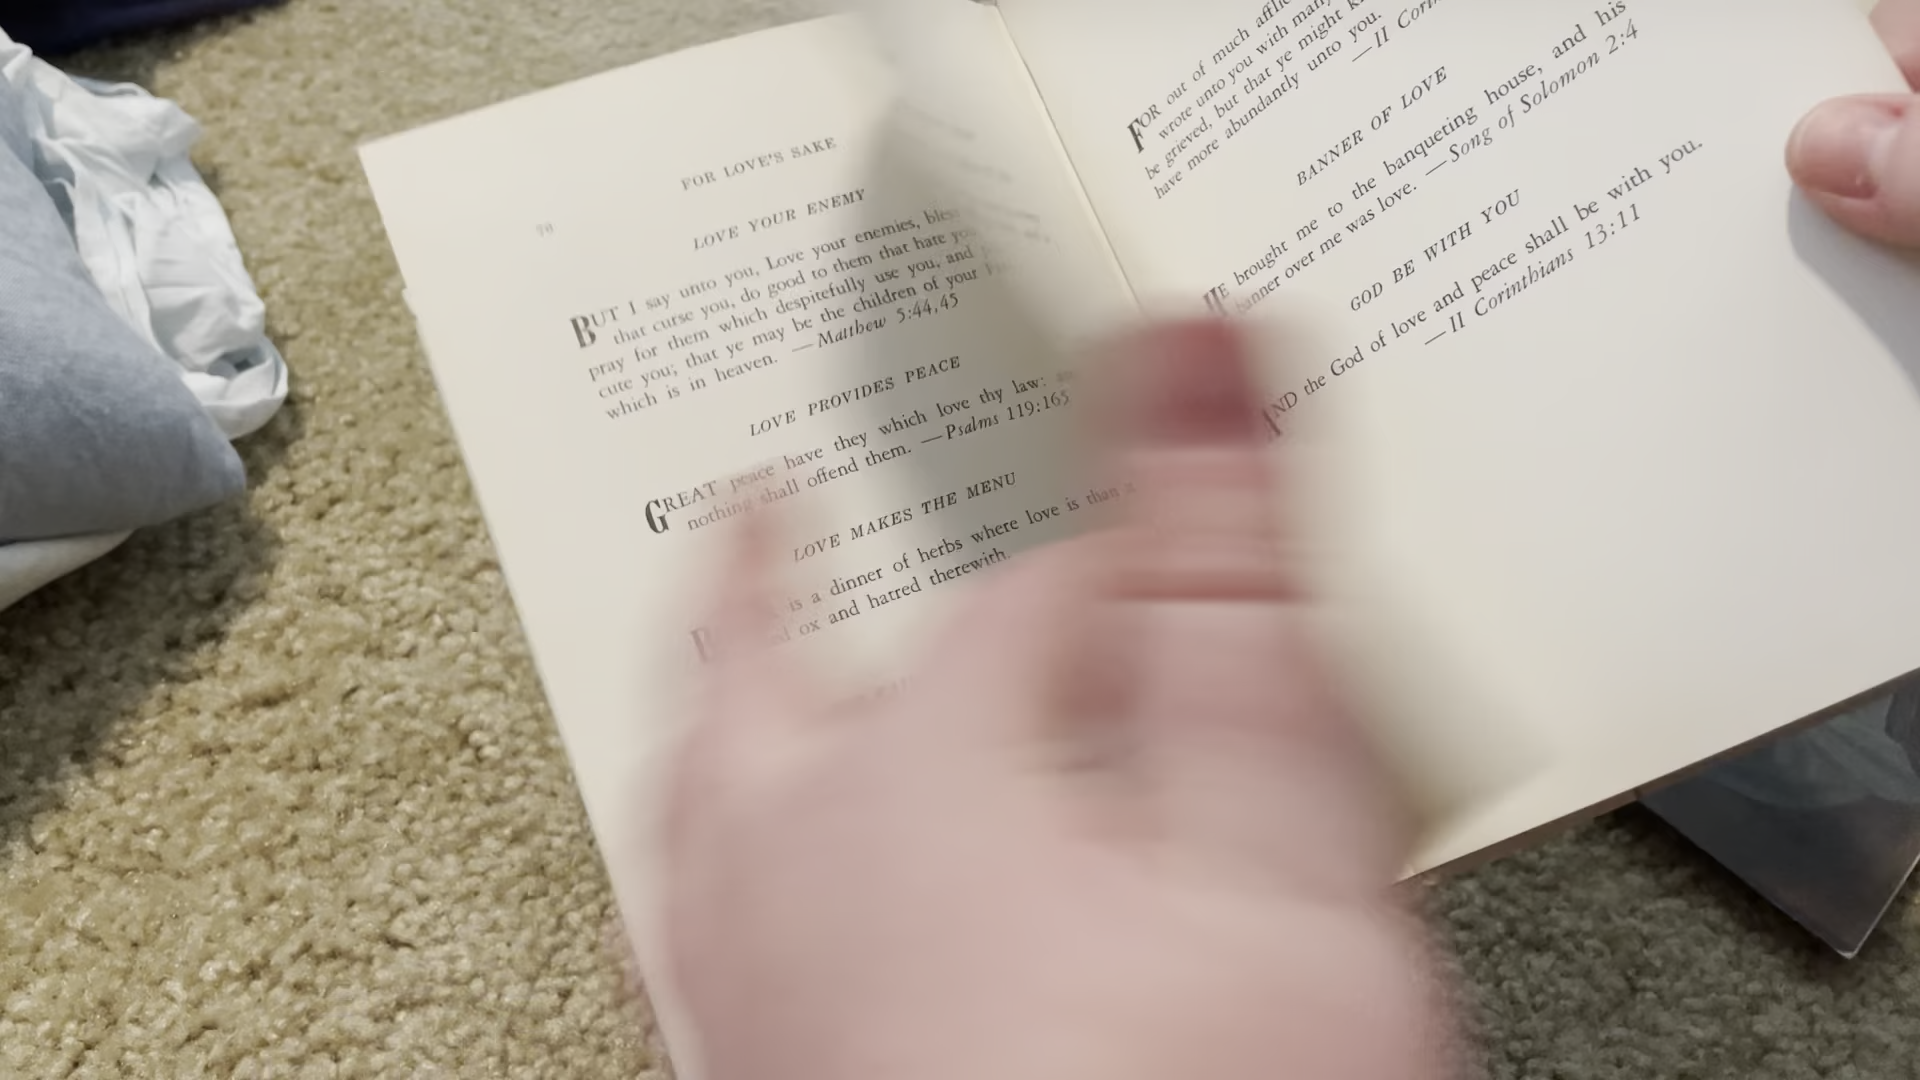 FOR LOVE'S SAKE
LOVE YOUR ENEMY
BUT I say unto you, Love your enemies,
that curse you, do good to them that hate
pray for them which despitefully use you, and
cute you; that ye may be the children of your
which is in heaven. —Matthew 5:44,45
LOVE PROVIDES PEACE
GREAT peace have they which love thy law:
nothing shall offend them. —Psalms 119:165
LOVE MAKES THE MENU
is a dinner of herbs where love is than a
ox and hatred therewith.
FOR out of much
wrote unto you with many
be grieved, but that ye might
have more abundantly unto you.
—II
BANNER OF LOVE
HE brought me to the banqueting house, and his
banner over me was love. —Song of Solomon 2:4
GOD BE WITH YOU
AND the God of love and peace shall be with you.
—II Corinthians 13:11